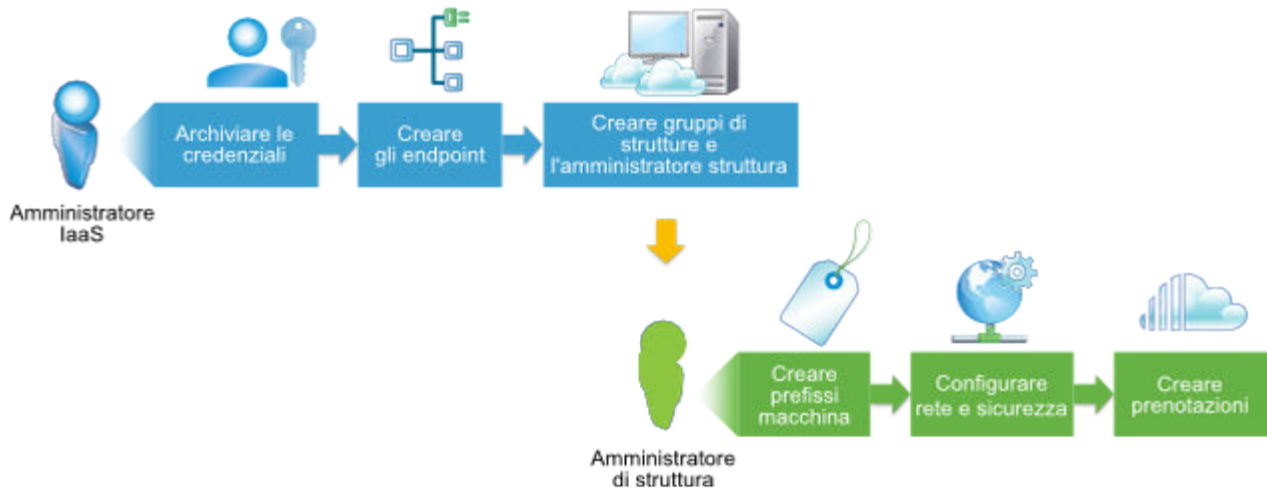 Archiviare le
credenziali
Creare
gli endpoint
Creare gruppi di
strutture e
l'amministratore struttura
Amministratore
IaaS
Creare
prefissi
macchina
Configurare
rete e sicurezza
Creare
prenotazioni
Amministratore
di struttura